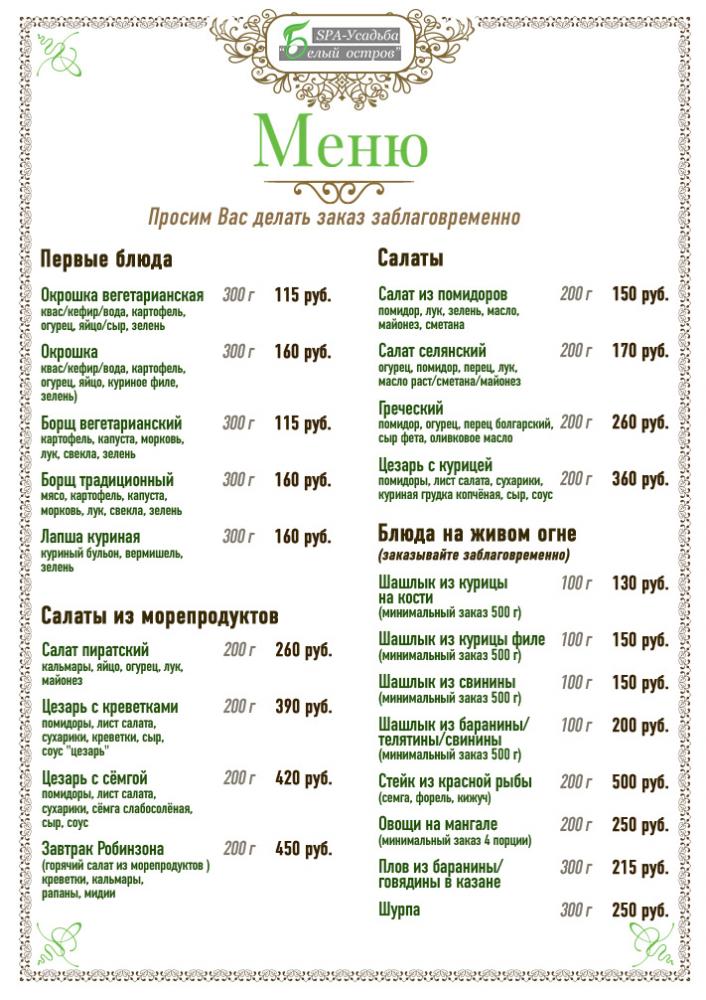 SPA-Усадьба
"Белый остров"
Меню
Просим Вас делать заказ заблаговременно
Первые блюда
Окрошка вегетарианская 300 г 115 руб.
квас/кефир/вода, картофель,
огурец, яйцо/сыр, зелень
Окрошка 300 г 160 руб.
квас/кефир/вода, картофель,
огурец, яйцо, куриное филе,
зелень)
Борщ вегетарианский 300 г 115 руб.
картофель, капуста, морковь,
лук, свекла, зелень
Борщ традиционный 300 г 160 руб.
мясо, картофель, капуста,
морковь, лук, свекла, зелень
Лапша куриная 300 г 160 руб.
куриный бульон, вермишель,
зелень
Салаты из морепродуктов
Салат пиратский 200 г 260 руб.
кальмары, яйцо, огурец, лук,
майонез
Цезарь с креветками 200 г 390 руб.
помидоры, лист салата,
сухарики, креветки, сыр,
соус "цезарь"
Цезарь с сёмгой 200 г 420 руб.
помидоры, лист салата,
сухарики, сёмга слабосолёная,
сыр, соус
Завтрак Робинзона 200 г 450 руб.
(горячий салат из морепродуктов )
креветки, кальмары,
рапаны, мидии
Салаты
Салат из помидоров 200 г 150 руб.
помидор, лук, зелень, масло,
майонез, сметана
Салат селянский 200 г 170 руб.
огурец, помидор, перец, лук,
масло раст/сметана/майонез
Греческий
помидор, огурец, перец болгарский, 200 г 260 руб.
сыр фета, оливковое масло
Цезарь с курицей 200 г 360 руб.
помидоры, лист салата, сухарики,
куриная грудка копчёная, сыр, соус
Блюда на живом огне
(заказывайте заблаговременно)
Шашлык из курицы 100 г 130 руб.
на кости
(минимальный заказ 500 г)
Шашлык из курицы филе 100 г 150 руб.
(минимальный заказ 500 г)
Шашлык из свинины 100 г 150 руб.
(минимальный заказ 500 г)
Шашлык из баранины/ 100 г 200 руб.
телятины/свинины
(минимальный заказ 500 г)
Стейк из красной рыбы 200 г 500 руб.
(семга, форель, кижуч)
Овощи на мангале 200 г 250 руб.
(минимальный заказ 4 порции)
Плов из баранины/ 300 г 215 руб.
говядины в казане
Шурпа 300 г 250 руб.